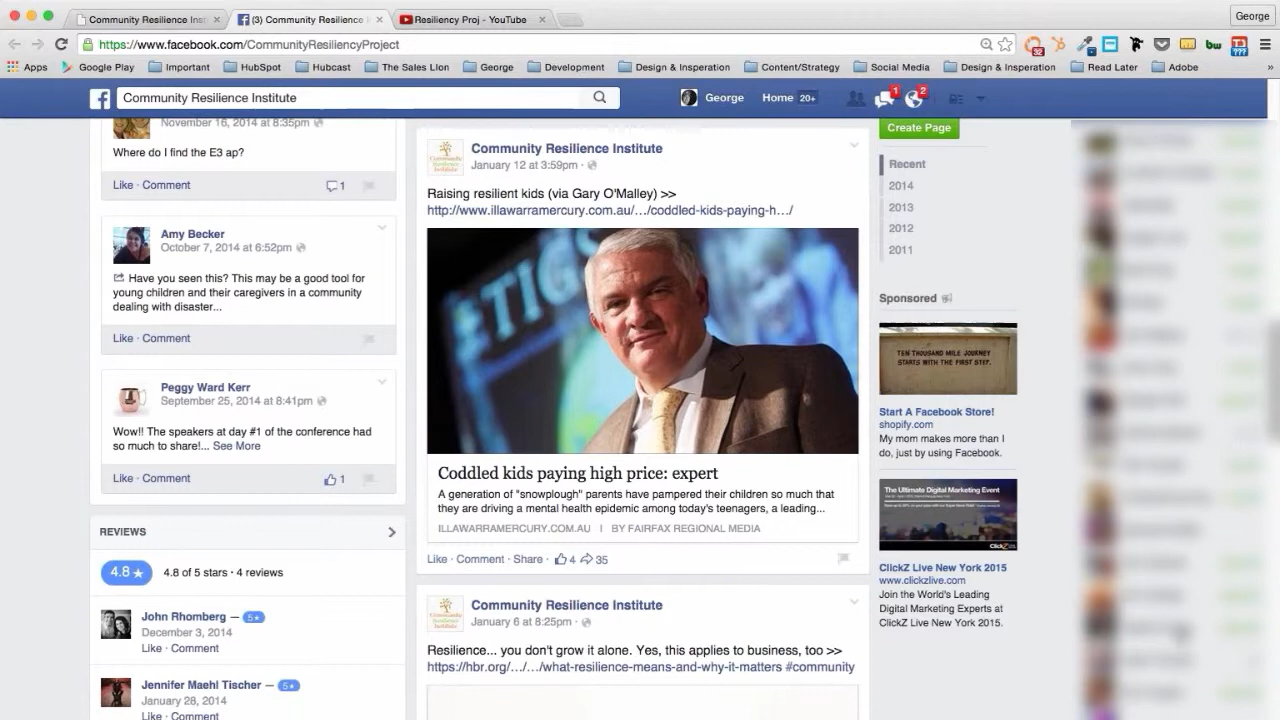 Community Resilience Inst
(3) Community Resilience
Resiliency Proj - YouTube
George
https://www.facebook.com/CommunityResiliencyProject
Apps
Google Play
Important
HubSpot
Hubcast
The Sales LIon
George
Development
Design & Insperation
Content/Strategy
Social Media
Design & Insperation
Read Later
Adobe
»
Community Resilience Institute
George
Home 20+
1
2
November 16, 2014 at 8:35pm
Where do I find the E3 ap?
Like · Comment
1
Amy Becker
October 7, 2014 at 6:52pm
Have you seen this? This may be a good tool for
young children and their caregivers in a community
dealing with disaster...
Like · Comment
Peggy Ward Kerr
September 25, 2014 at 8:41pm
Wow!! The speakers at day #1 of the conference had
so much to share!... See More
Like · Comment
1
REVIEWS
4.8 ★
4.8 of 5 stars · 4 reviews
John Rhomberg — 5★
December 3, 2014
Like · Comment
Jennifer Maehl Tischer — 5★
January 28, 2014
Like · Comment
Community Resilience Institute
January 12 at 3:59pm ·
Raising resilient kids (via Gary O'Malley) >>
http://www.illawarramercury.com.au/…/coddled-kids-paying-h…/
Coddled kids paying high price: expert
A generation of "snowplough" parents have pampered their children so much that
they are driving a mental health epidemic among today's teenagers, a leading...
ILLAWARRAMERCURY.COM.AU | BY FAIRFAX REGIONAL MEDIA
Like · Comment · Share · 4 35
Community Resilience Institute
January 6 at 8:25pm ·
Resilience... you don't grow it alone. Yes, this applies to business, too >>
https://hbr.org/…/…/what-resilience-means-and-why-it-matters #community
Create Page
Recent
2014
2013
2012
2011
Sponsored
TEN THOUSAND MILE JOURNEY
STARTS WITH THE FIRST STEP.
Start A Facebook Store!
shopify.com
My mom makes more than I
do, just by using Facebook.
The Ultimate Digital Marketing Event
ClickZ
ClickZ Live New York 2015
www.clickzlive.com
Join the World's Leading
Digital Marketing Experts at
ClickZ Live New York 2015.